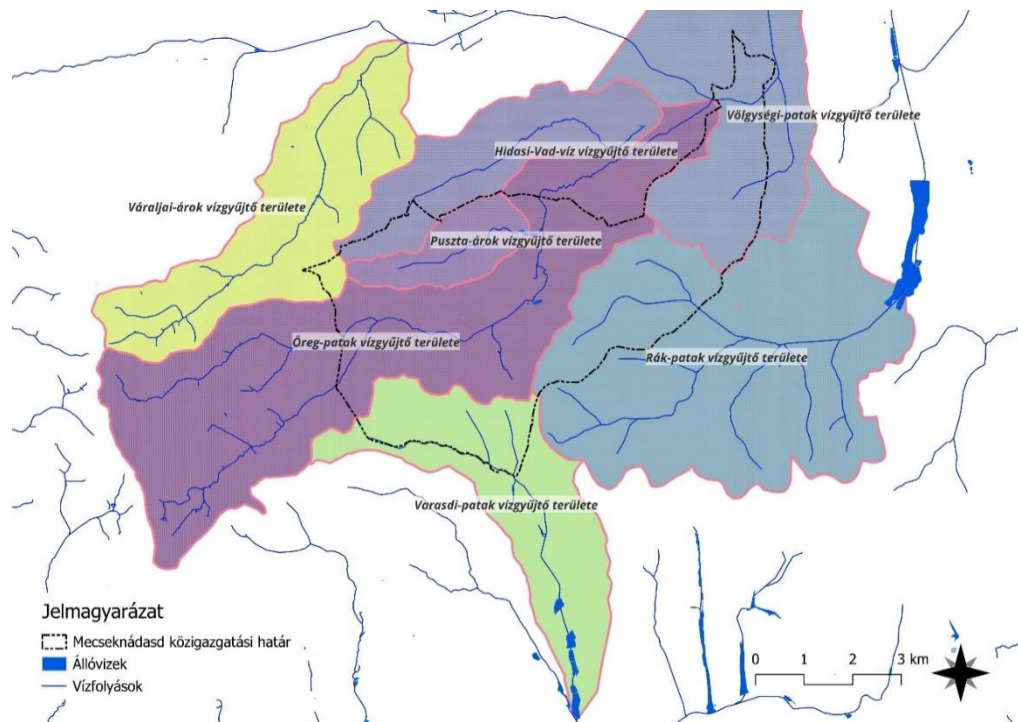 Völgységi-patak vízgyűjtő területe
Hidasi-Vad-víz vízgyűjtő területe
Váraljai-árok vízgyűjtő területe
Puszta-árok vízgyűjtő területe
Öreg-patak vízgyűjtő területe
Rák-patak vízgyűjtő területe
Varasdi-patak vízgyűjtő területe
Jelmagyarázat
Mecseknádasd közigazgatási határ
Állóvizek
Vízfolyások
0 1 2 3 km